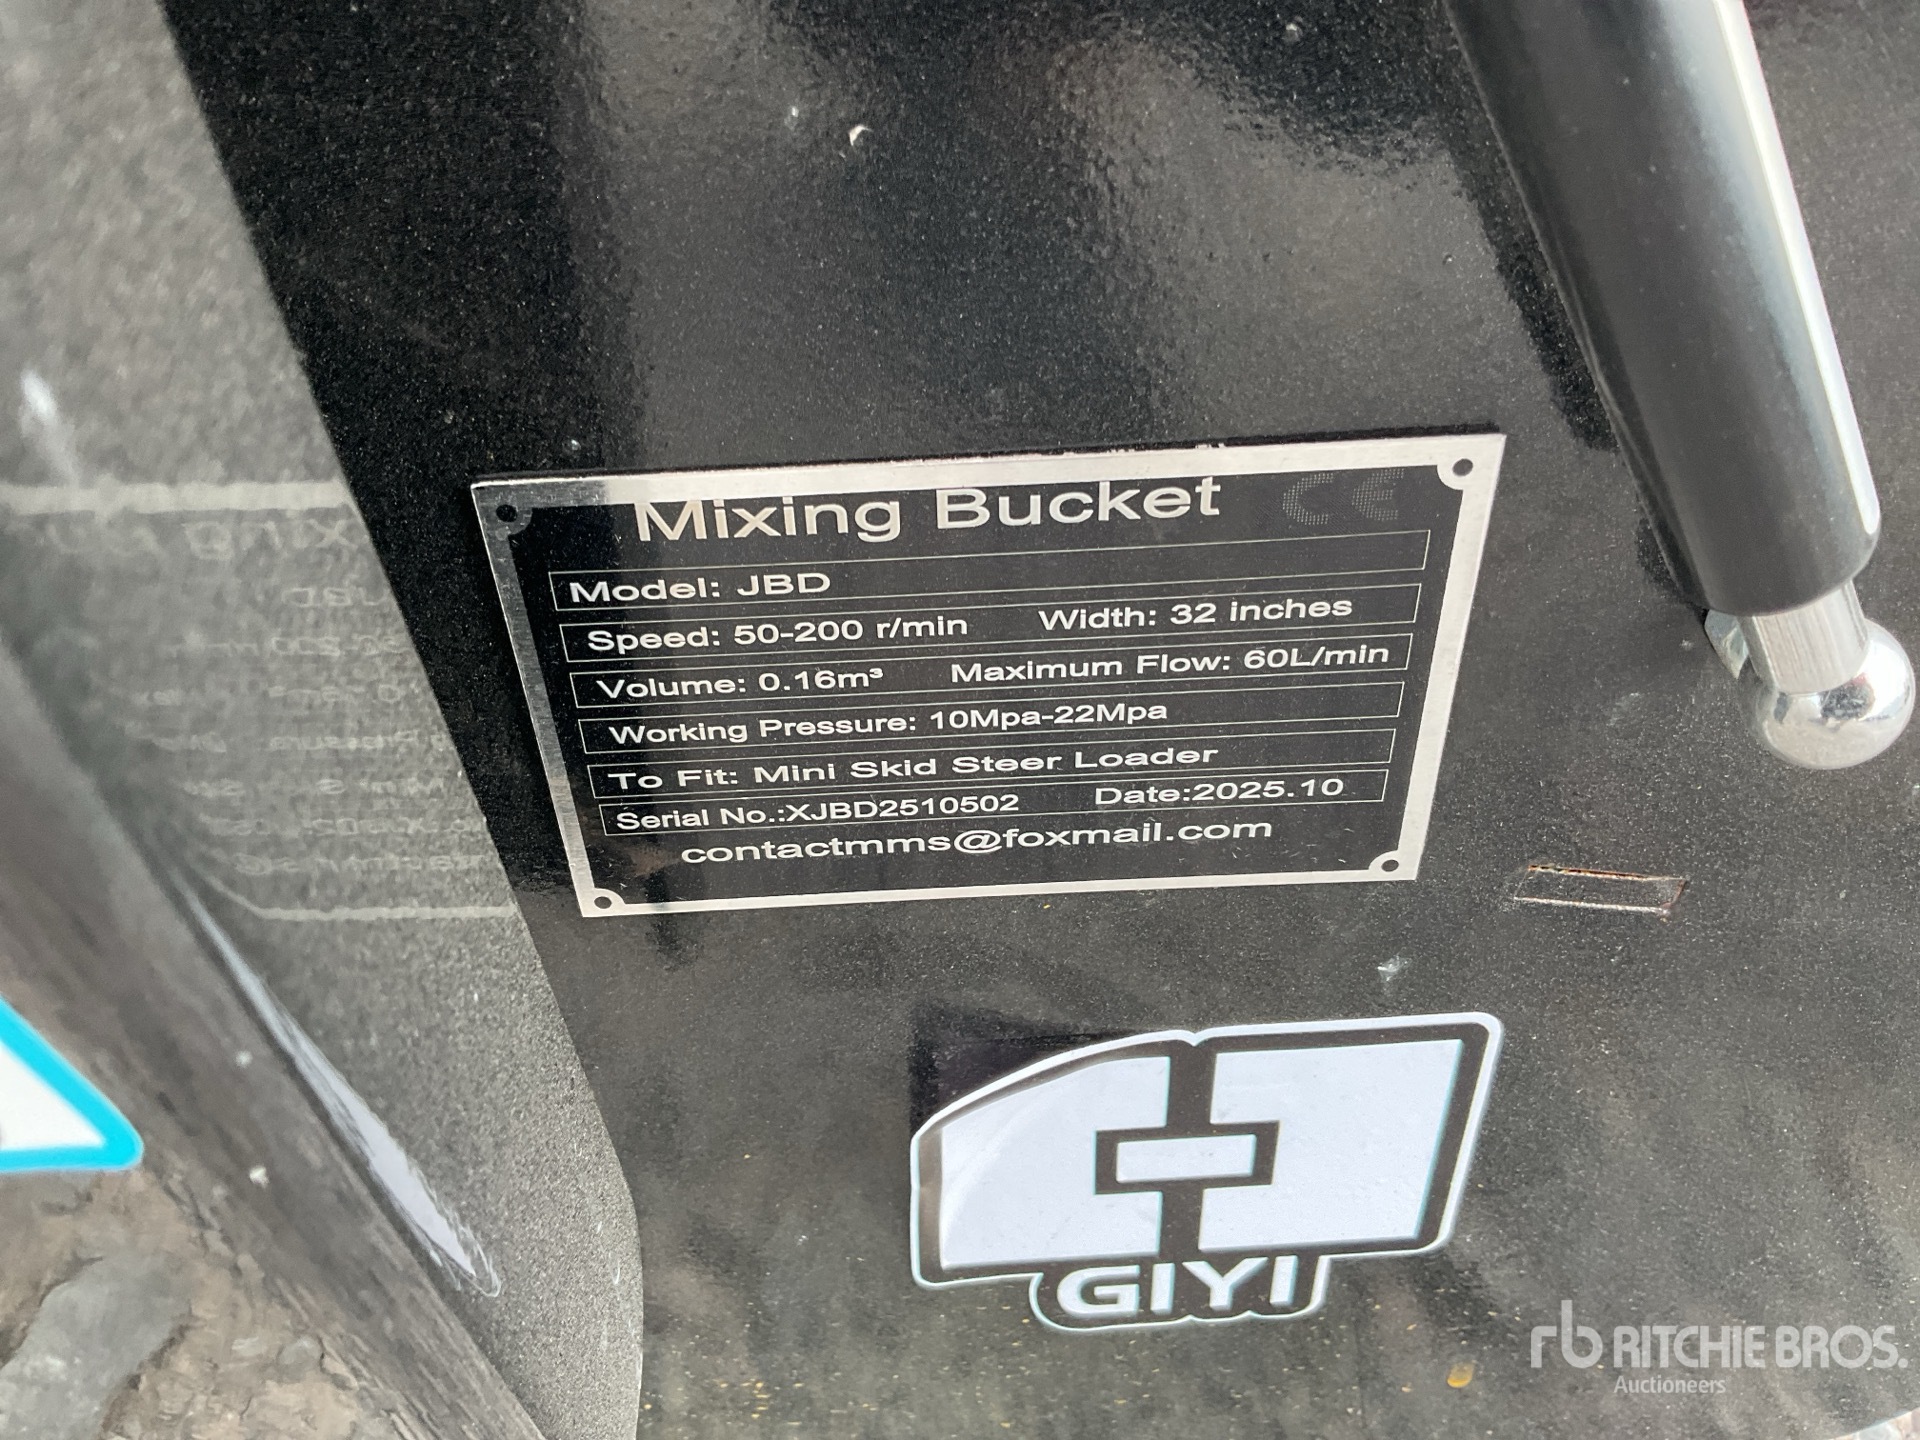 Mixing Bucket CE
Model: JBD
Speed: 50-200 r/min Width: 32 inches
Volume: 0.16m³ Maximum Flow: 60L/min
Working Pressure: 10Mpa-22Mpa
To Fit: Mini Skid Steer Loader
Serial No.:XJBD2510502 Date:2025.10
contactmms@foxmail.com
GIYI
rb RITCHIE BROS.
Auctioneers